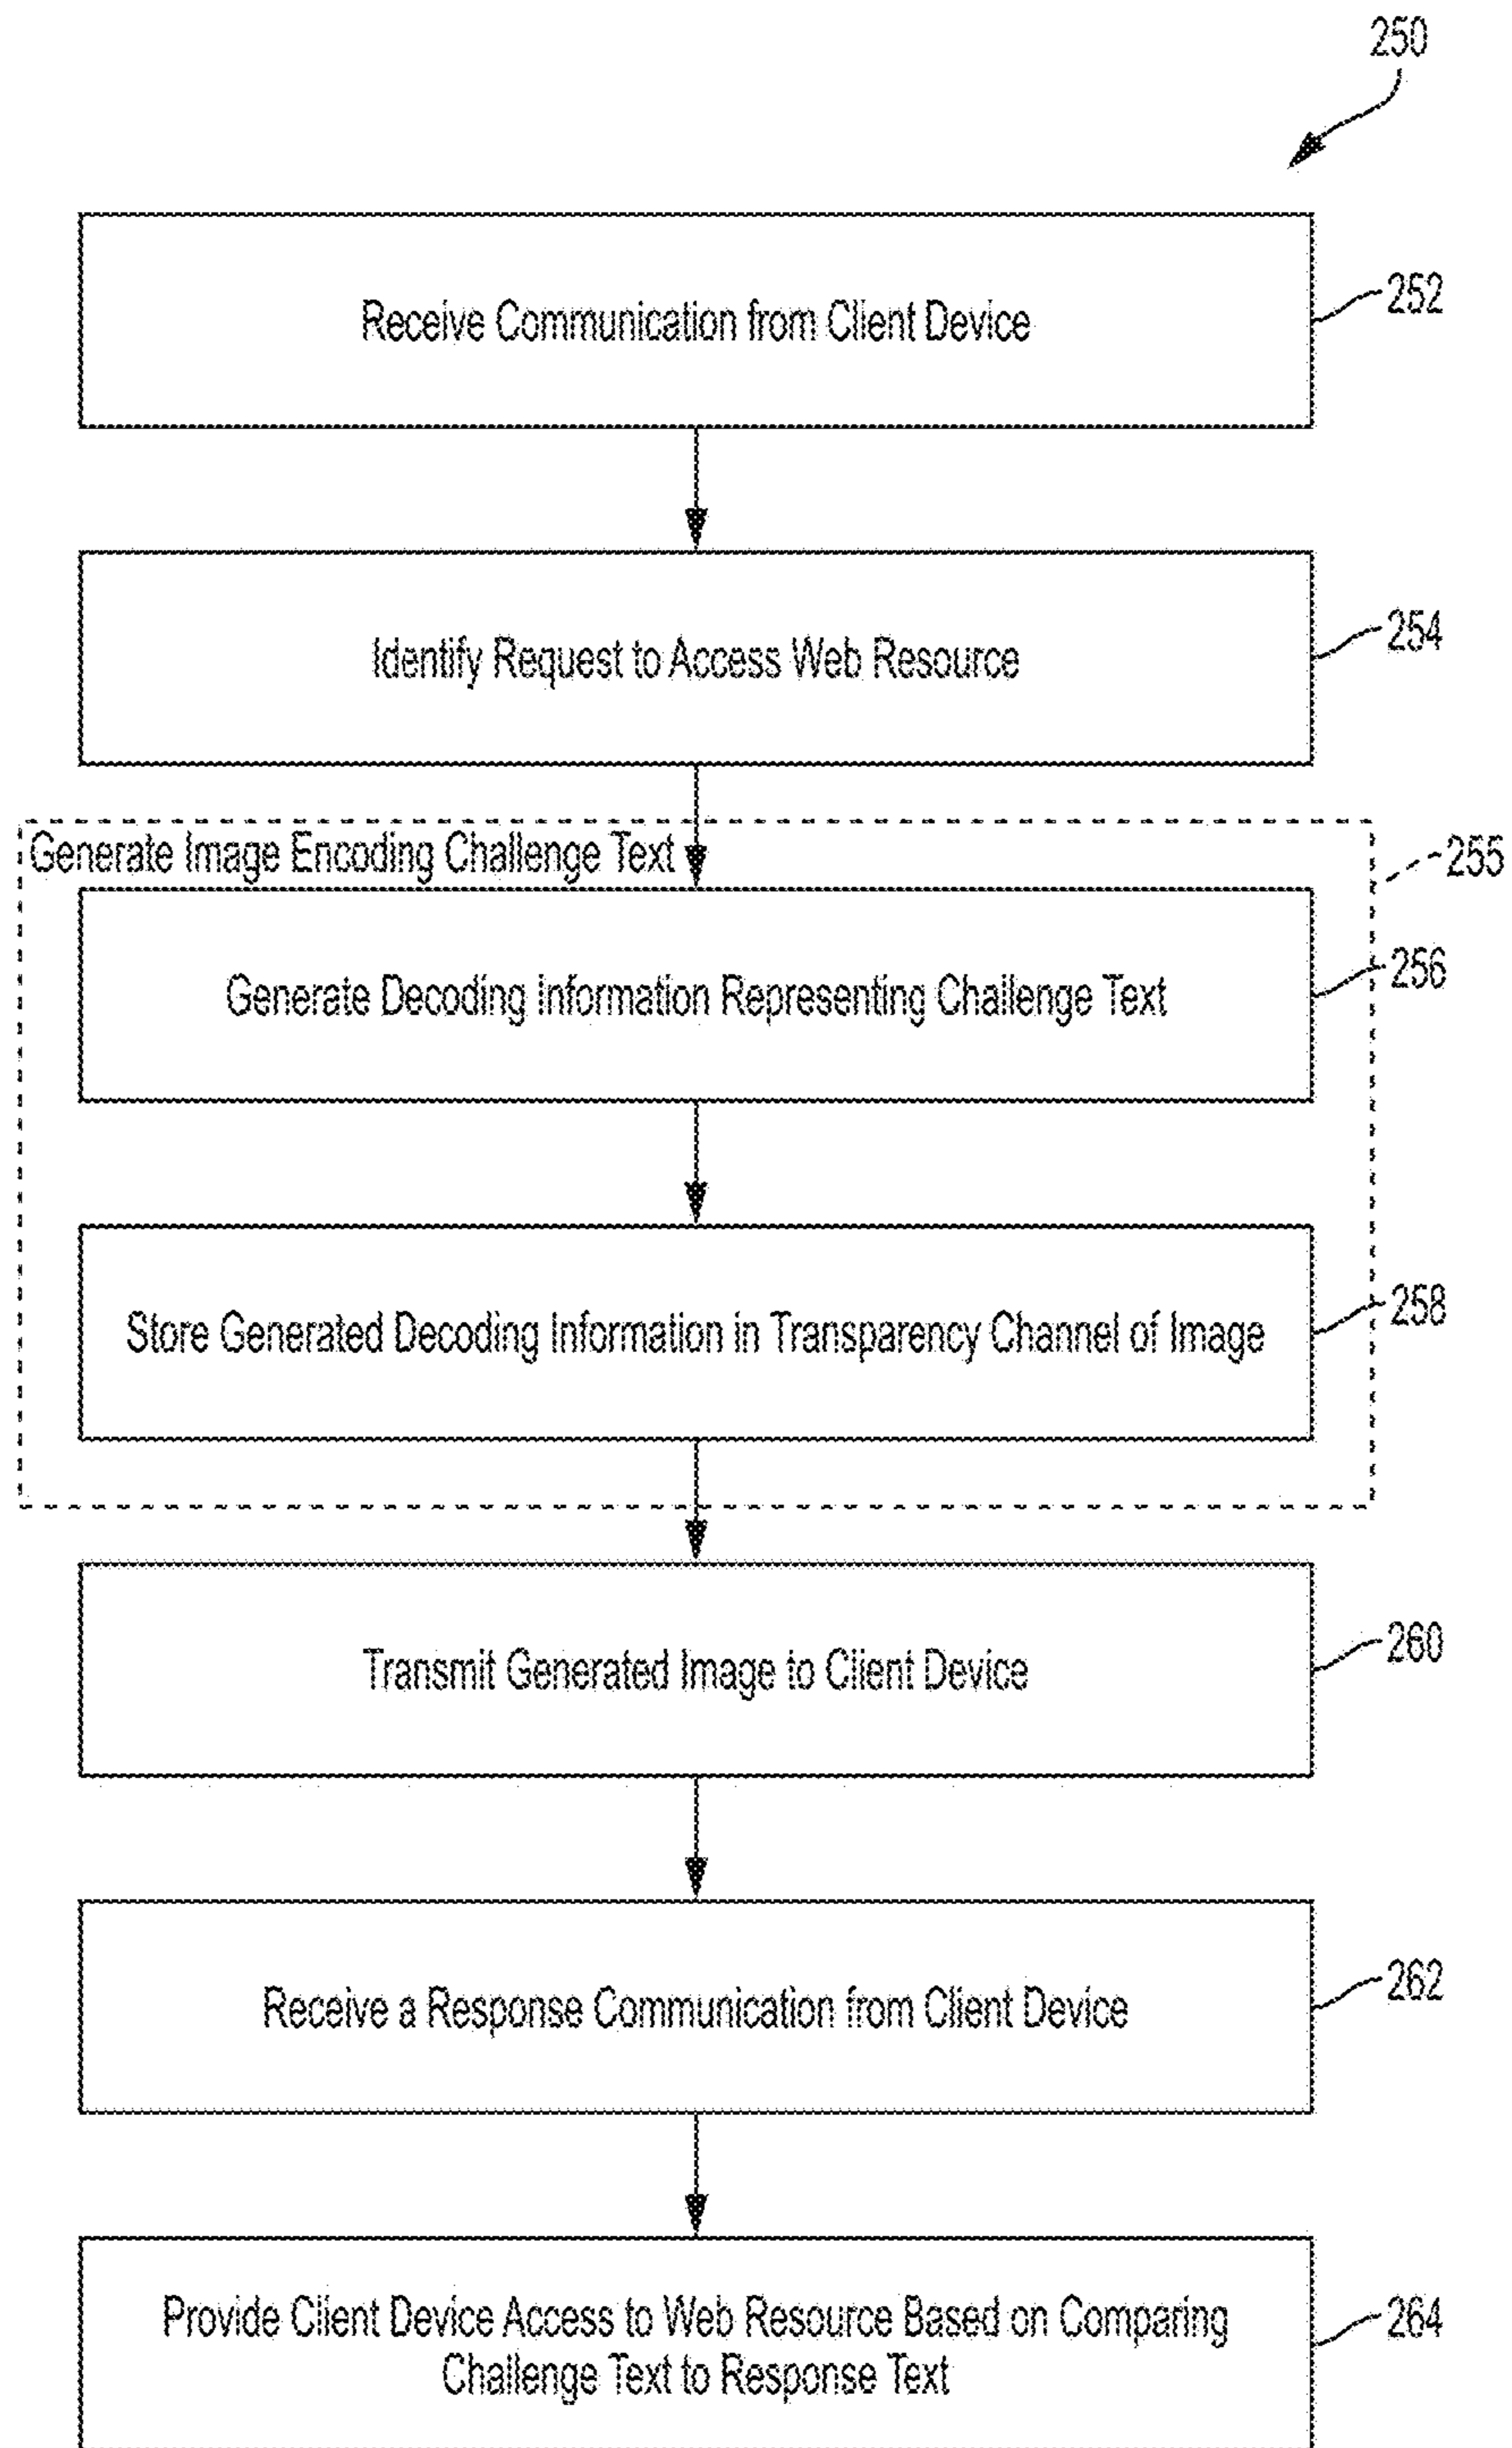 250
Receive Communication from Client Device
252
Identify Request to Access Web Resource
254
Generate Image Encoding Challenge Text
255
Generate Decoding Information Representing Challenge Text
256
Store Generated Decoding Information in Transparency Channel of Image
258
Transmit Generated Image to Client Device
260
Receive a Response Communication from Client Device
262
Provide Client Device Access to Web Resource Based on Comparing
Challenge Text to Response Text
264